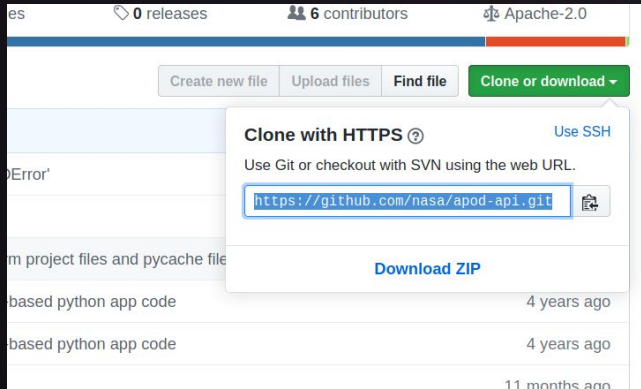 es
0 releases
6 contributors
Apache-2.0
Create new file
Upload files
Find file
Clone or download
Clone with HTTPS
Use SSH
Use Git or checkout with SVN using the web URL.
https://github.com/nasa/apod-api.git
Download ZIP
Error'
rm project files and pycache file
-based python app code
4 years ago
-based python app code
4 years ago
11 months ago